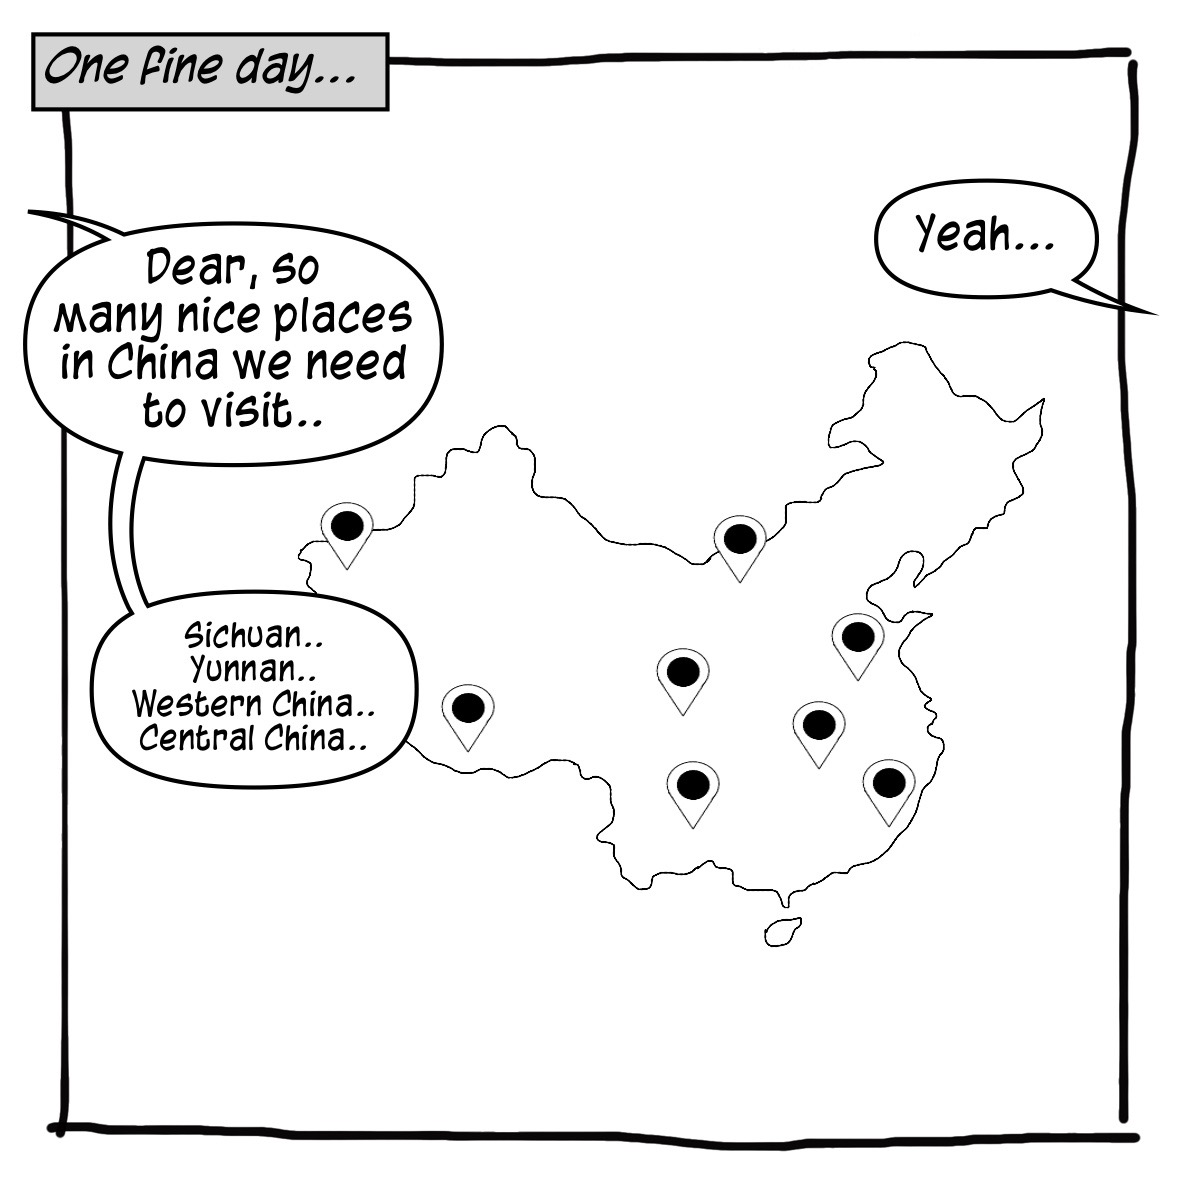 One fine day...
Dear, so
many nice places
in China we need
to visit..
Yeah...
Sichuan..
Yunnan..
Western China..
Central China..